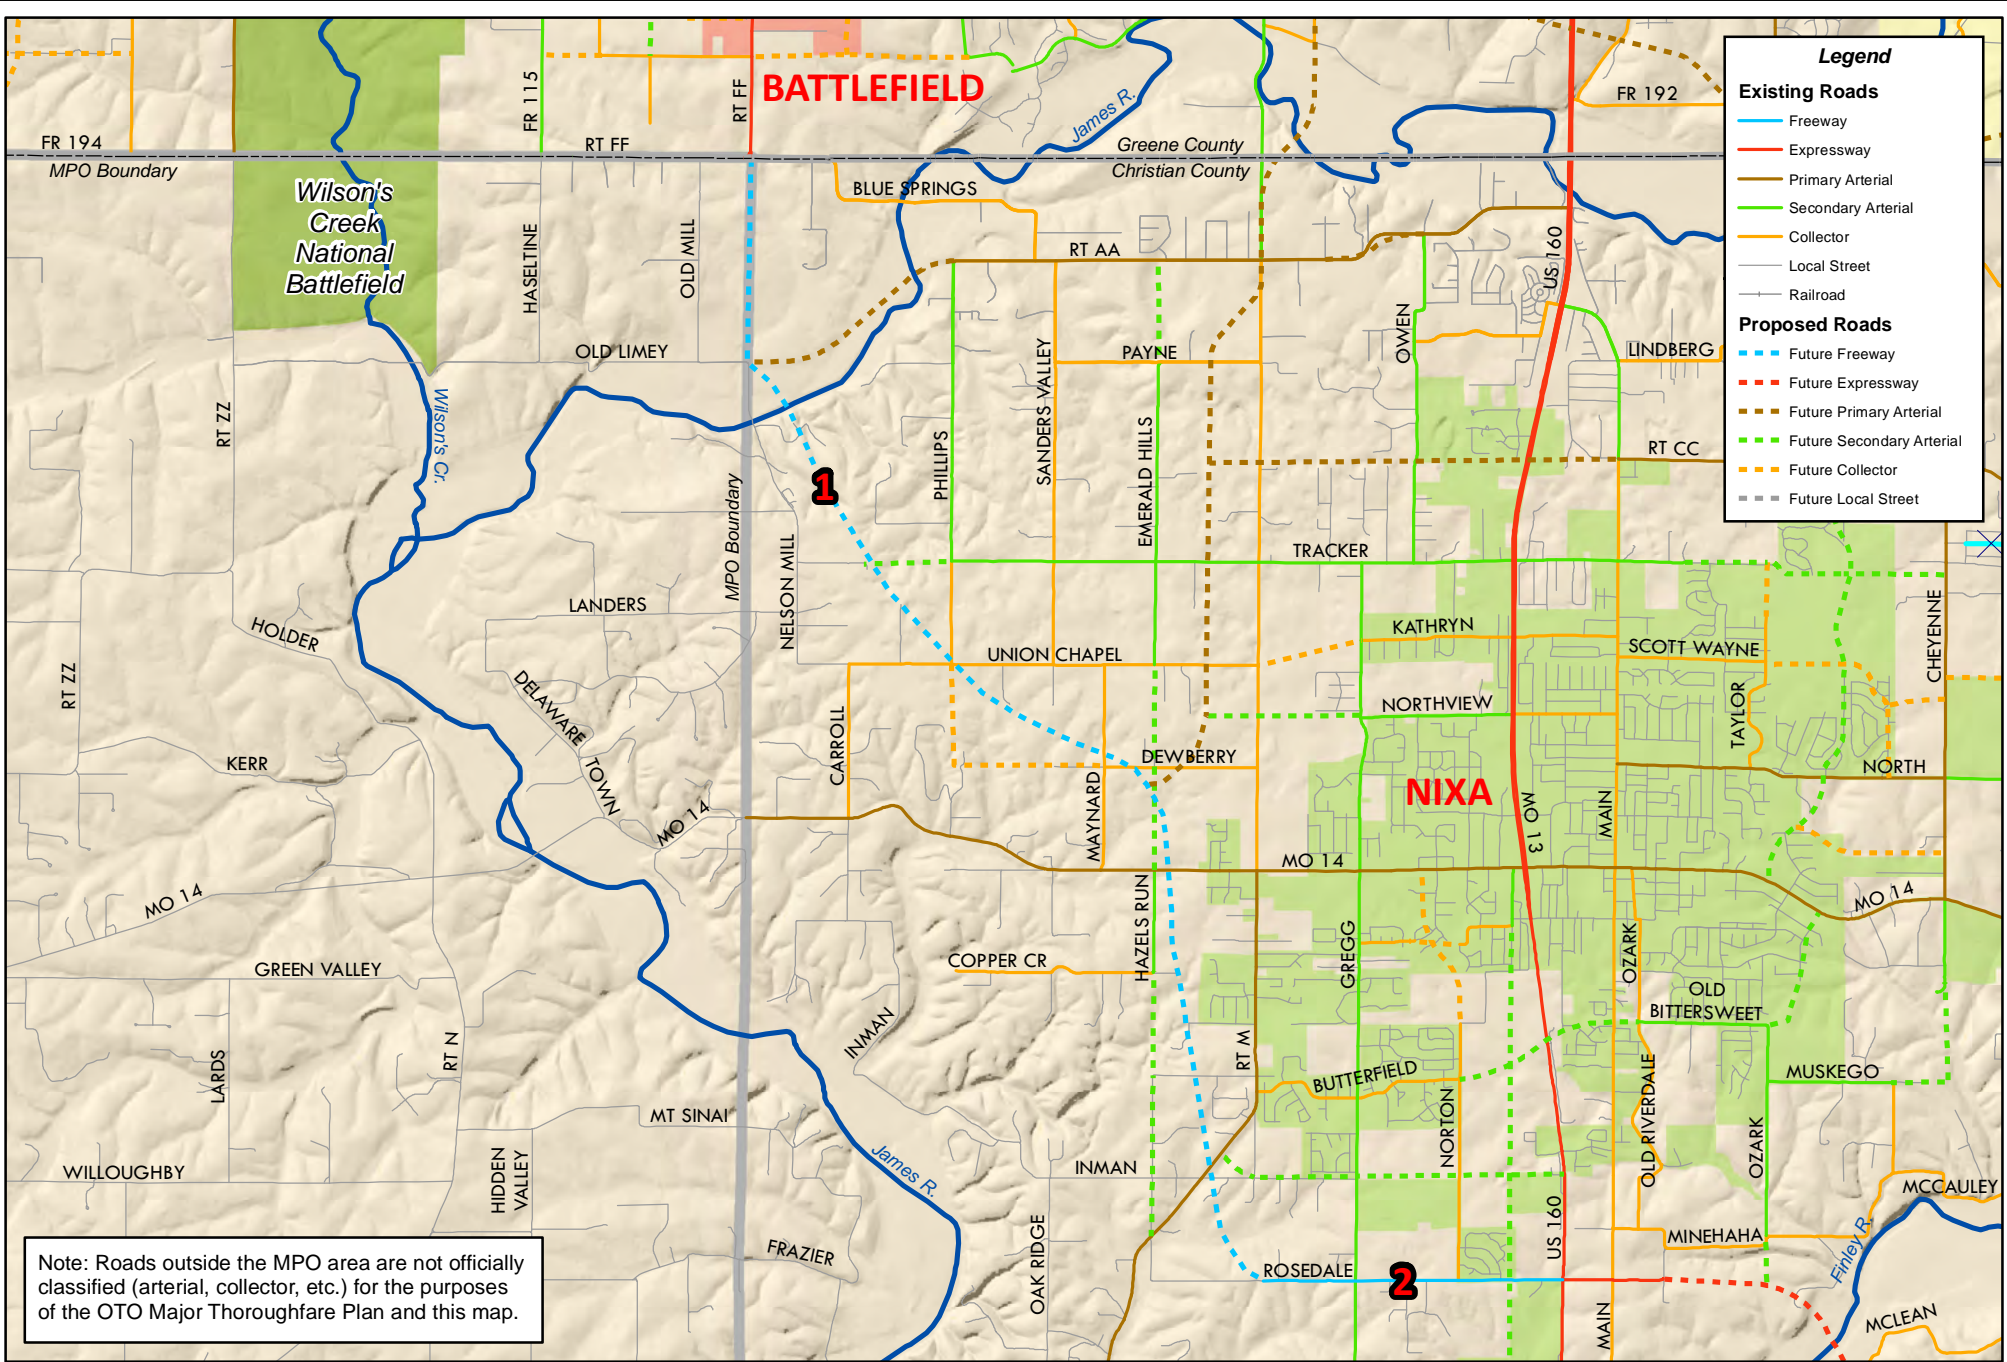 BATTLEFIELD
FR 115
RT FF
James R.
FR 192
FR 194
MPO Boundary
RT FF
Greene County
Christian County
Wilson's
Creek
National
Battlefield
BLUE SPRINGS
HASELTINE
OLD MILL
RT AA
US 160
OWEN
OLD LIMEY
PAYNE
LINDBERG
SANDERS VALLEY
RT ZZ
Wilson's Cr.
PHILLIPS
EMERALD HILLS
RT CC
1
MPO Boundary
NELSON MILL
TRACKER
LANDERS
HOLDER
KATHRYN
SCOTT WAYNE
CHEYENNE
UNION CHAPEL
RT ZZ
DELAWARE
TOWN
NORTHVIEW
TAYLOR
CARROLL
KERR
DEWBERRY
NORTH
NIXA
MAYNARD
MO 13
MAIN
MO 14
MO 14
MO 14
MO 14
HAZELS RUN
GREGG
OZARK
GREEN VALLEY
COPPER CR
OLD
BITTERSWEET
INMAN
RT N
RT M
LARDS
BUTTERFIELD
OLD RIVERDALE
MUSKEGO
MT SINAI
NORTON
OZARK
James R.
WILLOUGHBY
HIDDEN
VALLEY
INMAN
MCCAULEY
OAK RIDGE
US 160
MINEHAHA
FRAZIER
Finley R.
ROSEDALE
2
MAIN
MCLEAN
Legend
Existing Roads
Freeway
Expressway
Primary Arterial
Secondary Arterial
Collector
Local Street
Railroad
Proposed Roads
Future Freeway
Future Expressway
Future Primary Arterial
Future Secondary Arterial
Future Collector
Future Local Street
Note: Roads outside the MPO area are not officially
classified (arterial, collector, etc.) for the purposes
of the OTO Major Thoroughfare Plan and this map.